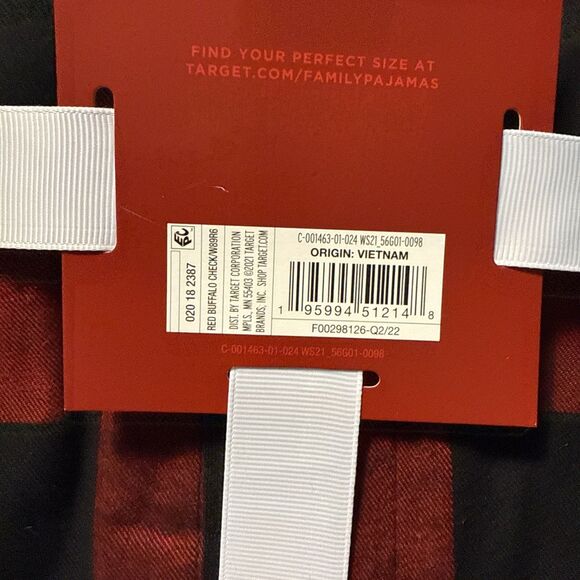 FIND YOUR PERFECT SIZE AT
TARGET.COM/FAMILYPAJAMAS
EPC
020 18 2387
RED BUFFALO CHECK/W89R6
DIST. BY TARGET CORPORATION
MPLS, MN 55403 ©2021 TARGET
BRANDS, INC. SHOP TARGET.COM
C-001463-01-024 WS21_56G01-0098
ORIGIN: VIETNAM
1 95994 51214 8
F00298126-Q2/22
C-001463-01-024 WS21_56G01-0098